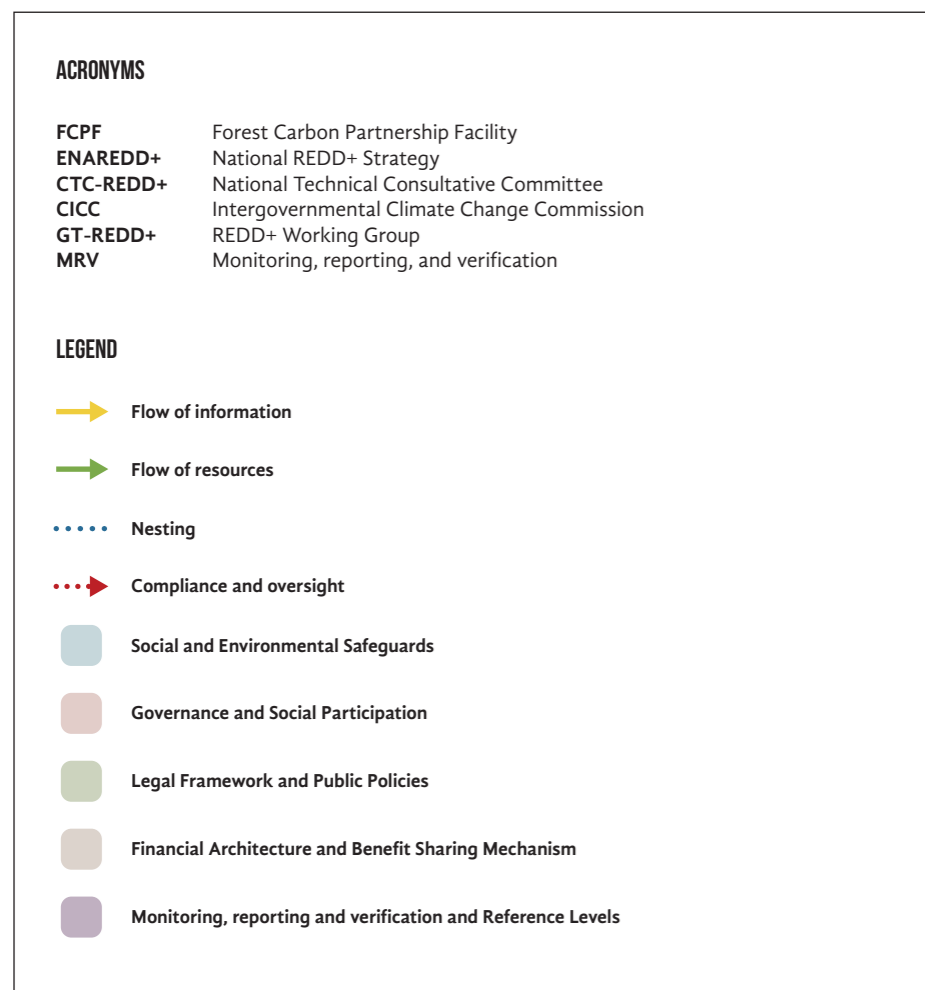 ACRONYMS
FCPF Forest Carbon Partnership Facility
ENAREDD+ National REDD+ Strategy
CTC-REDD+ National Technical Consultative Committee
CICC Intergovernmental Climate Change Commission
GT-REDD+ REDD+ Working Group
MRV Monitoring, reporting, and verification
LEGEND
Flow of information
Flow of resources
Nesting
Compliance and oversight
Social and Environmental Safeguards
Governance and Social Participation
Legal Framework and Public Policies
Financial Architecture and Benefit Sharing Mechanism
Monitoring, reporting and verification and Reference Levels